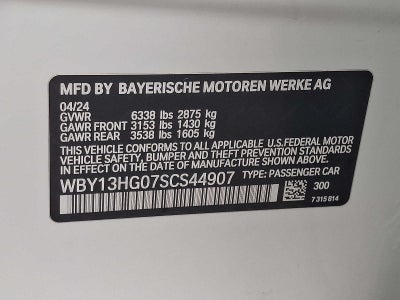 MFD BY BAYERISCHE MOTOREN WERKE AG
04/24
GVWR 6338 lbs 2875 kg
GAWR FRONT 3153 lbs 1430 kg
GAWR REAR 3538 lbs 1605 kg
THIS VEHICLE CONFORMS TO ALL APPLICABLE U.S.FEDERAL MOTOR
VEHICLE SAFETY, BUMPER, AND THEFT PREVENTION STANDARDS
IN EFFECT ON THE DATE OF MANUFACTURE SHOWN ABOVE.
WBY13HG07SCS44907 TYPE: PASSENGER CAR
300
7 315 814